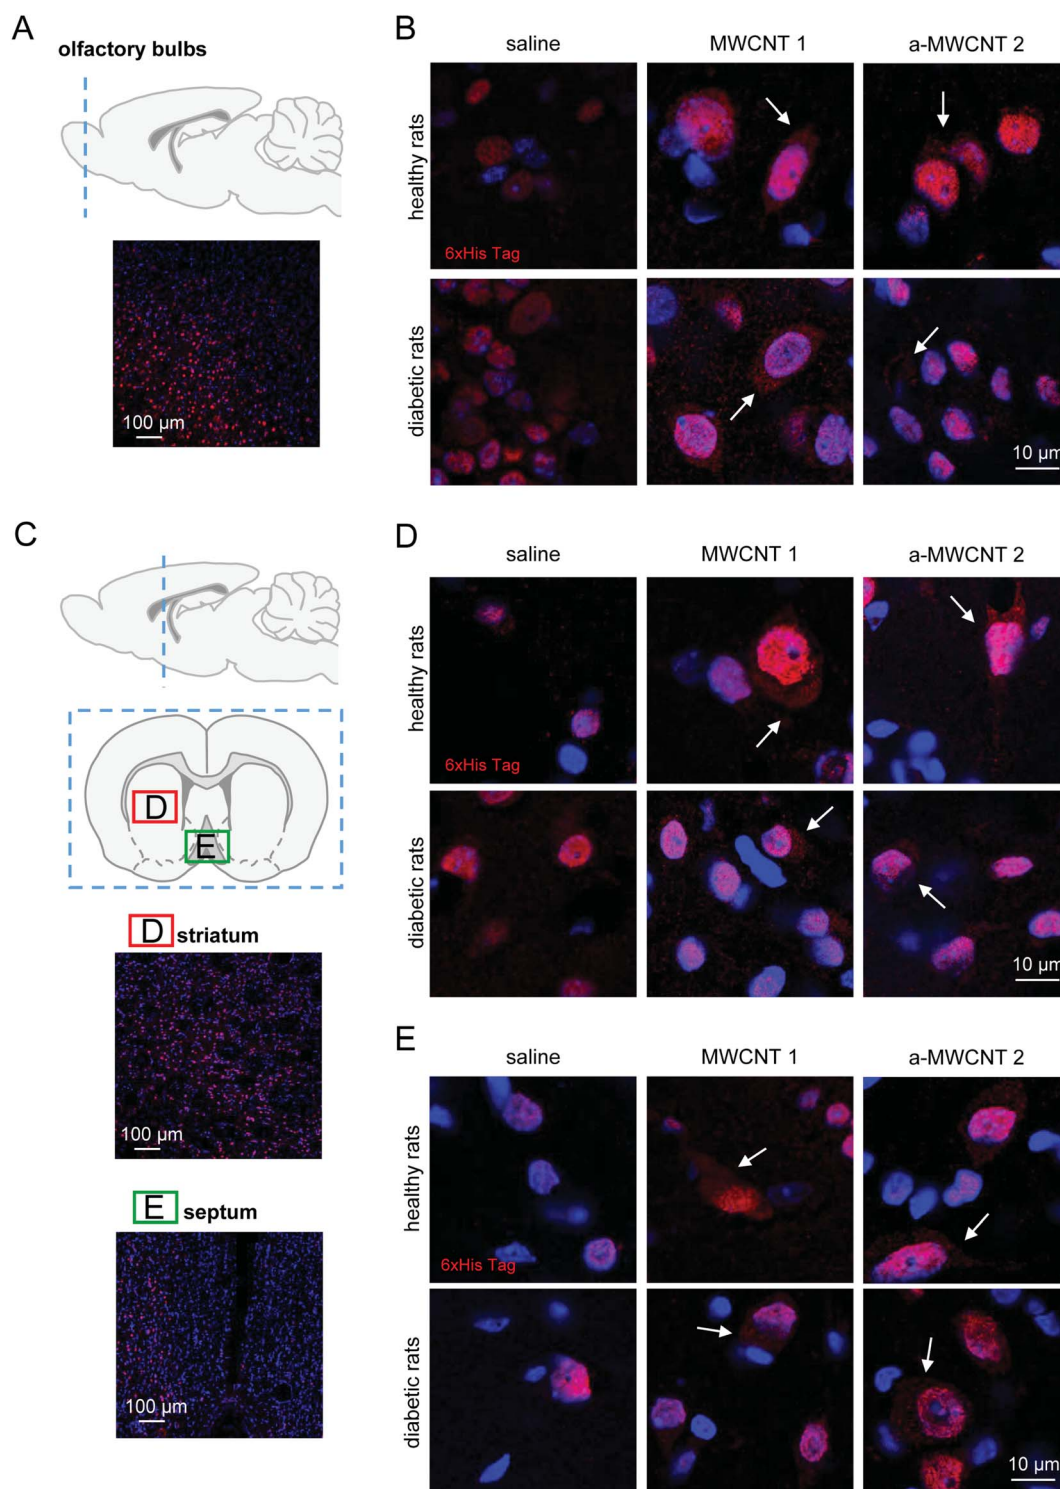 A
olfactory bulbs
100 µm
B
saline
MWCNT 1
a-MWCNT 2
healthy rats
6xHis Tag
diabetic rats
10 µm
C
D
E
D striatum
100 µm
E septum
100 µm
D
saline
MWCNT 1
a-MWCNT 2
healthy rats
6xHis Tag
diabetic rats
10 µm
E
saline
MWCNT 1
a-MWCNT 2
healthy rats
6xHis Tag
diabetic rats
10 µm